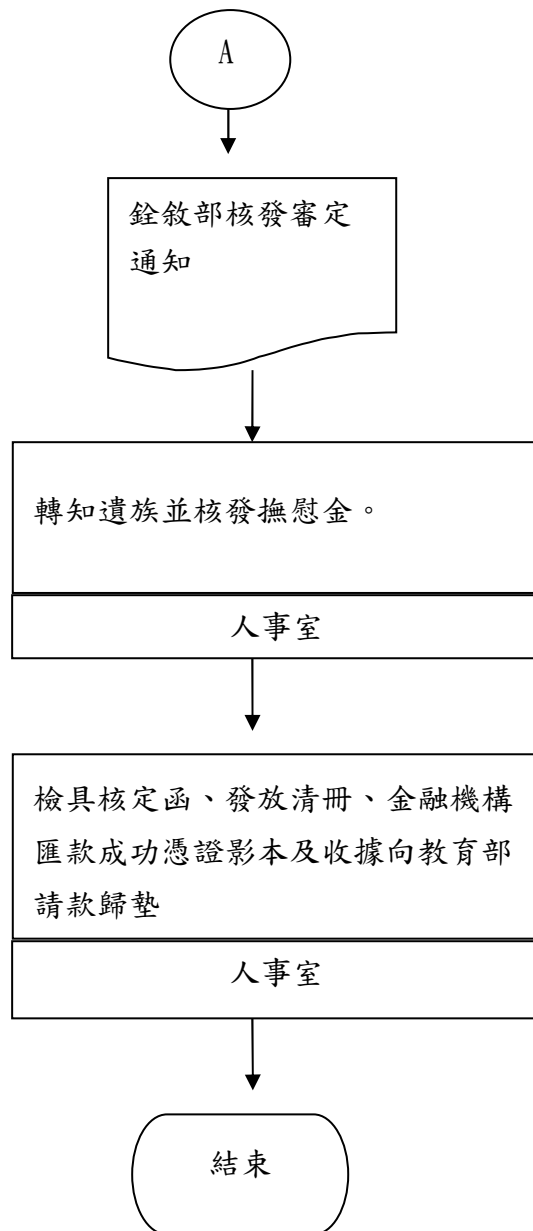 A
銓敘部核發審定
通知
轉知遺族並核發撫慰金。
人事室
檢具核定函、發放清冊、金融機構
匯款成功憑證影本及收據向教育部
請款歸墊
人事室
結束